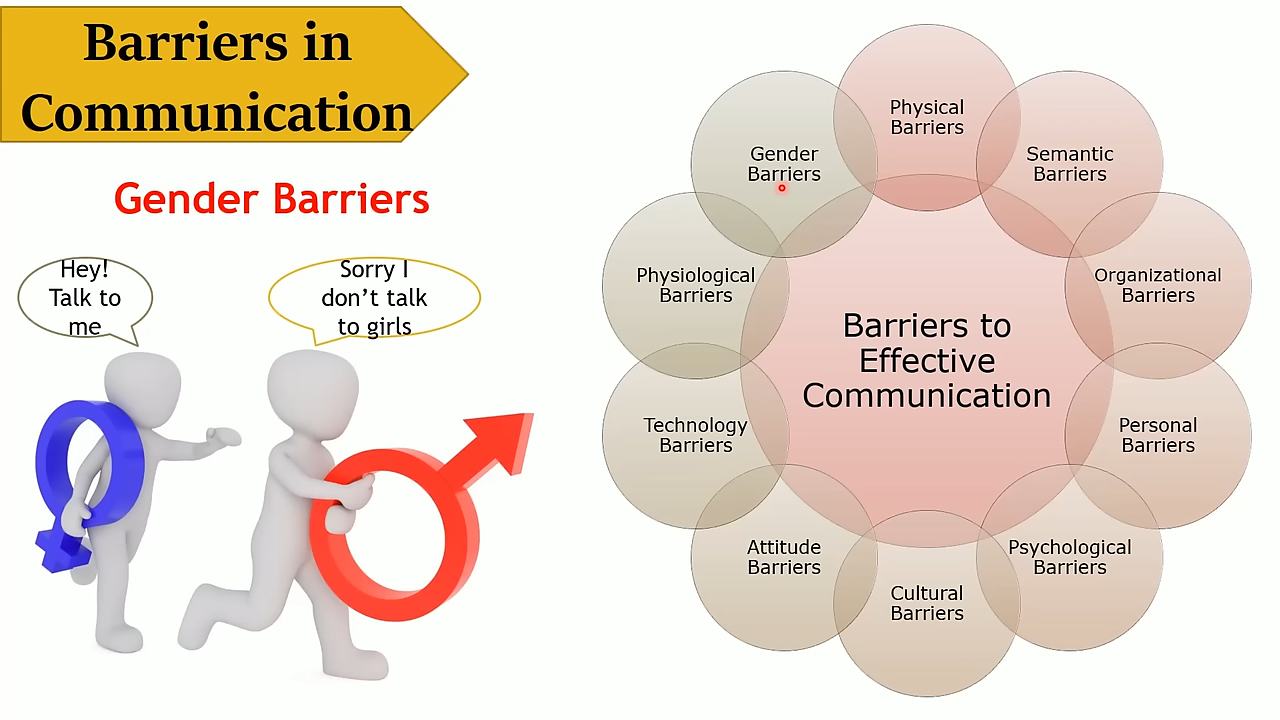 Barriers in
Communication
Gender Barriers
Hey!
Talk to
me
Sorry I
don’t talk
to girls
Physical
Barriers
Semantic
Barriers
Organizational
Barriers
Personal
Barriers
Psychological
Barriers
Cultural
Barriers
Attitude
Barriers
Technology
Barriers
Physiological
Barriers
Gender
Barriers
Barriers to
Effective
Communication